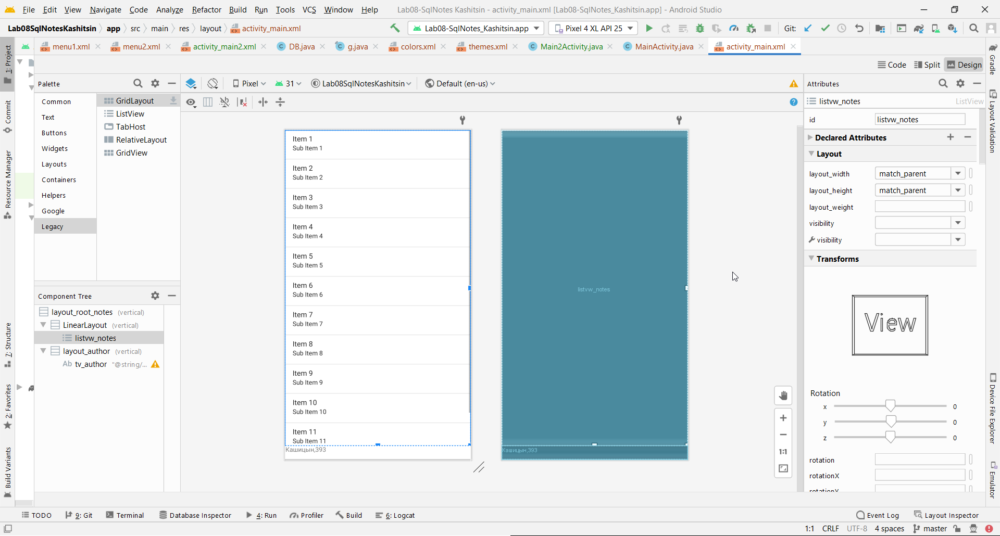 File Edit View Navigate Code Analyze Refactor Build Run Tools VCS Window Help Lab08-SqlNotes Kashitsin - activity_main.xml [Lab08-SqlNotes_Kashitsin.app] - Android Studio
Lab08SqlNotesKashitsin app src main res layout activity_main.xml Lab08-SqlNotes_Kashitsin.app Pixel 4 XL API 25 Git:
menu1.xml menu2.xml activity_main2.xml DB.java g.java colors.xml themes.xml Main2Activity.java MainActivity.java activity_main.xml
Code Split Design
Palette
Pixel 31 Lab08SqlNotesKashitsin Default (en-us)
Attributes
Common
Text
Buttons
Widgets
Layouts
Containers
Helpers
Google
Legacy
GridLayout
ListView
TabHost
RelativeLayout
GridView
Component Tree
layout_root_notes (vertical)
LinearLayout (vertical)
listvw_notes
layout_author (vertical)
Ab tv_author "@string/...
Item 1
Sub Item 1
Item 2
Sub Item 2
Item 3
Sub Item 3
Item 4
Sub Item 4
Item 5
Sub Item 5
Item 6
Sub Item 6
Item 7
Sub Item 7
Item 8
Sub Item 8
Item 9
Sub Item 9
Item 10
Sub Item 10
Item 11
Sub Item 11
Кашицын,393
listvw_notes
Кашицын,393
1:1
listvw_notes ListView
id listvw_notes
Declared Attributes
Layout
layout_width match_parent
layout_height match_parent
layout_weight
visibility
visibility
Transforms
View
Rotation
x 0
y 0
z 0
rotation
rotationX
rotationY
1: Project
Commit
Resource Manager
7: Structure
2: Favorites
Build Variants
Gradle
Layout Validation
Device File Explorer
Emulator
TODO 9: Git Terminal Database Inspector 4: Run Profiler Build 6: Logcat Event Log Layout Inspector
1:1 CRLF UTF-8 4 spaces master